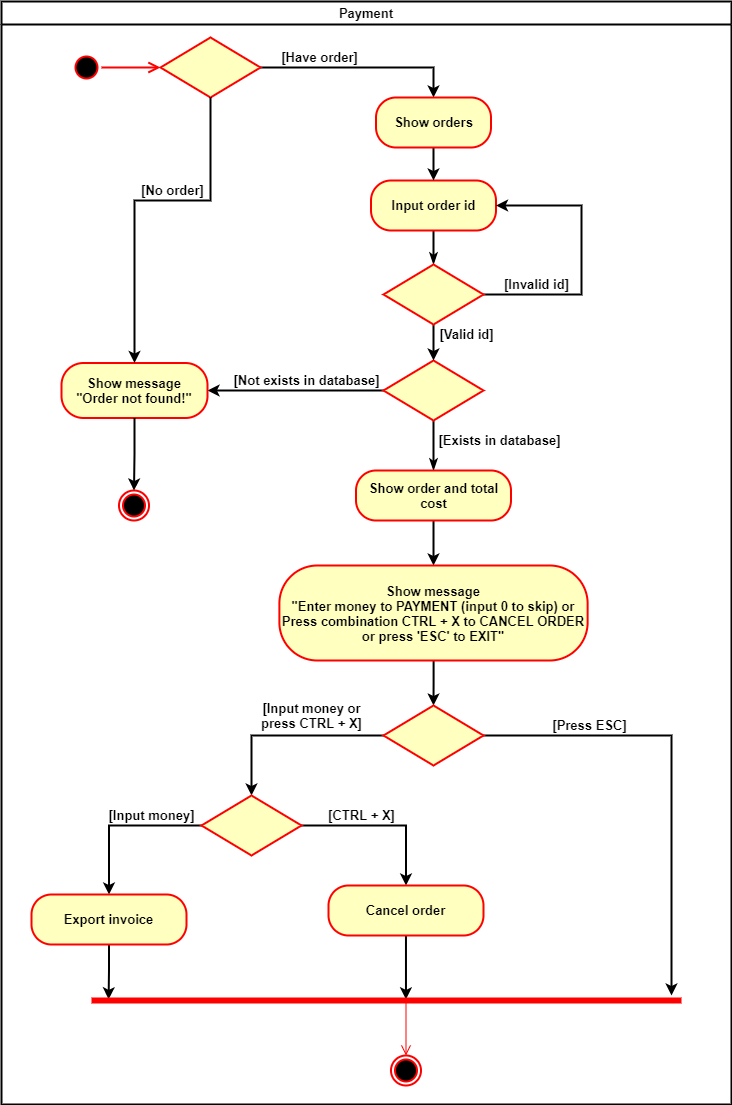 Payment
[Have order]
Show orders
[No order]
Input order id
[Invalid id]
[Valid id]
Show message
"Order not found!"
[Not exists in database]
[Exists in database]
Show order and total
cost
Show message
"Enter money to PAYMENT (input 0 to skip) or
Press combination CTRL + X to CANCEL ORDER
or press 'ESC' to EXIT"
[Input money or
press CTRL + X]
[Press ESC]
[Input money]
[CTRL + X]
Export invoice
Cancel order